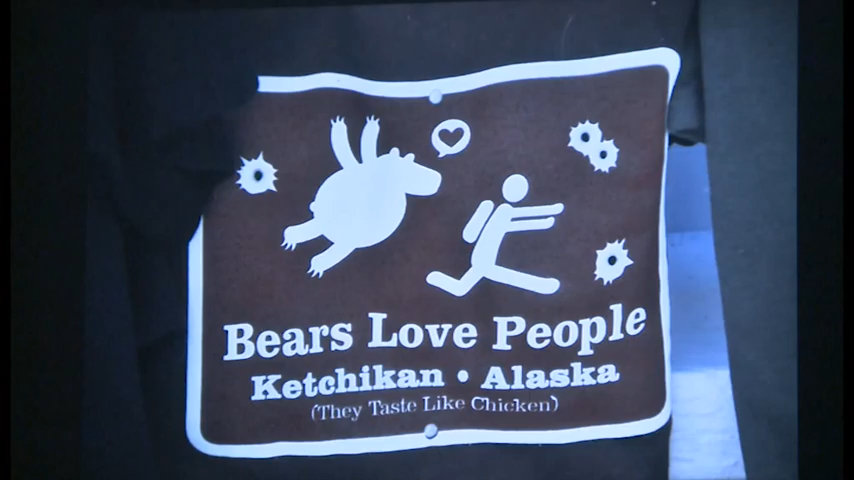 Bears Love People
Ketchikan • Alaska
(They Taste Like Chicken)